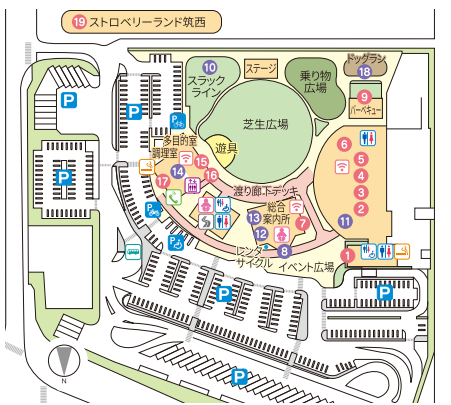 19 ストロベリーランド筑西
10
スラック
ライン
ステージ
乗り物
広場
ドッグラン
18
9
バーベキュー
P
P
P
芝生広場
遊具
多目的室
調理室
14
15
16
17
6
5
4
3
2
11
渡り廊下デッキ
総合
案内所
13
12
7
8
レンタ
サイクル
イベント広場
1
P
P
P
P
P
N